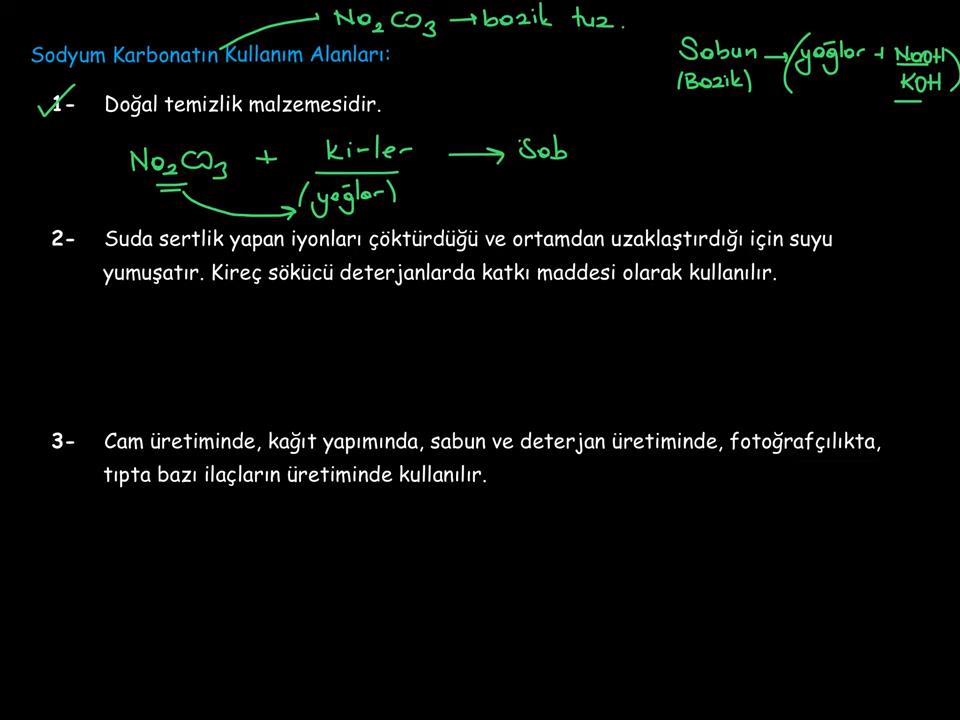 Na₂CO₃ → bazik tuz.
Sodyum Karbonatın Kullanım Alanları:
Sabun → (yağlar + NaOH)
(Bazik) KOH
1- Doğal temizlik malzemesidir.
Na₂CO₃ + kirler → Sab
(yağlar)
2- Suda sertlik yapan iyonları çöktürdüğü ve ortamdan uzaklaştırdığı için suyu
yumuşatır. Kireç sökücü deterjanlarda katkı maddesi olarak kullanılır.
3- Cam üretiminde, kağıt yapımında, sabun ve deterjan üretiminde, fotoğrafçılıkta,
tıpta bazı ilaçların üretiminde kullanılır.